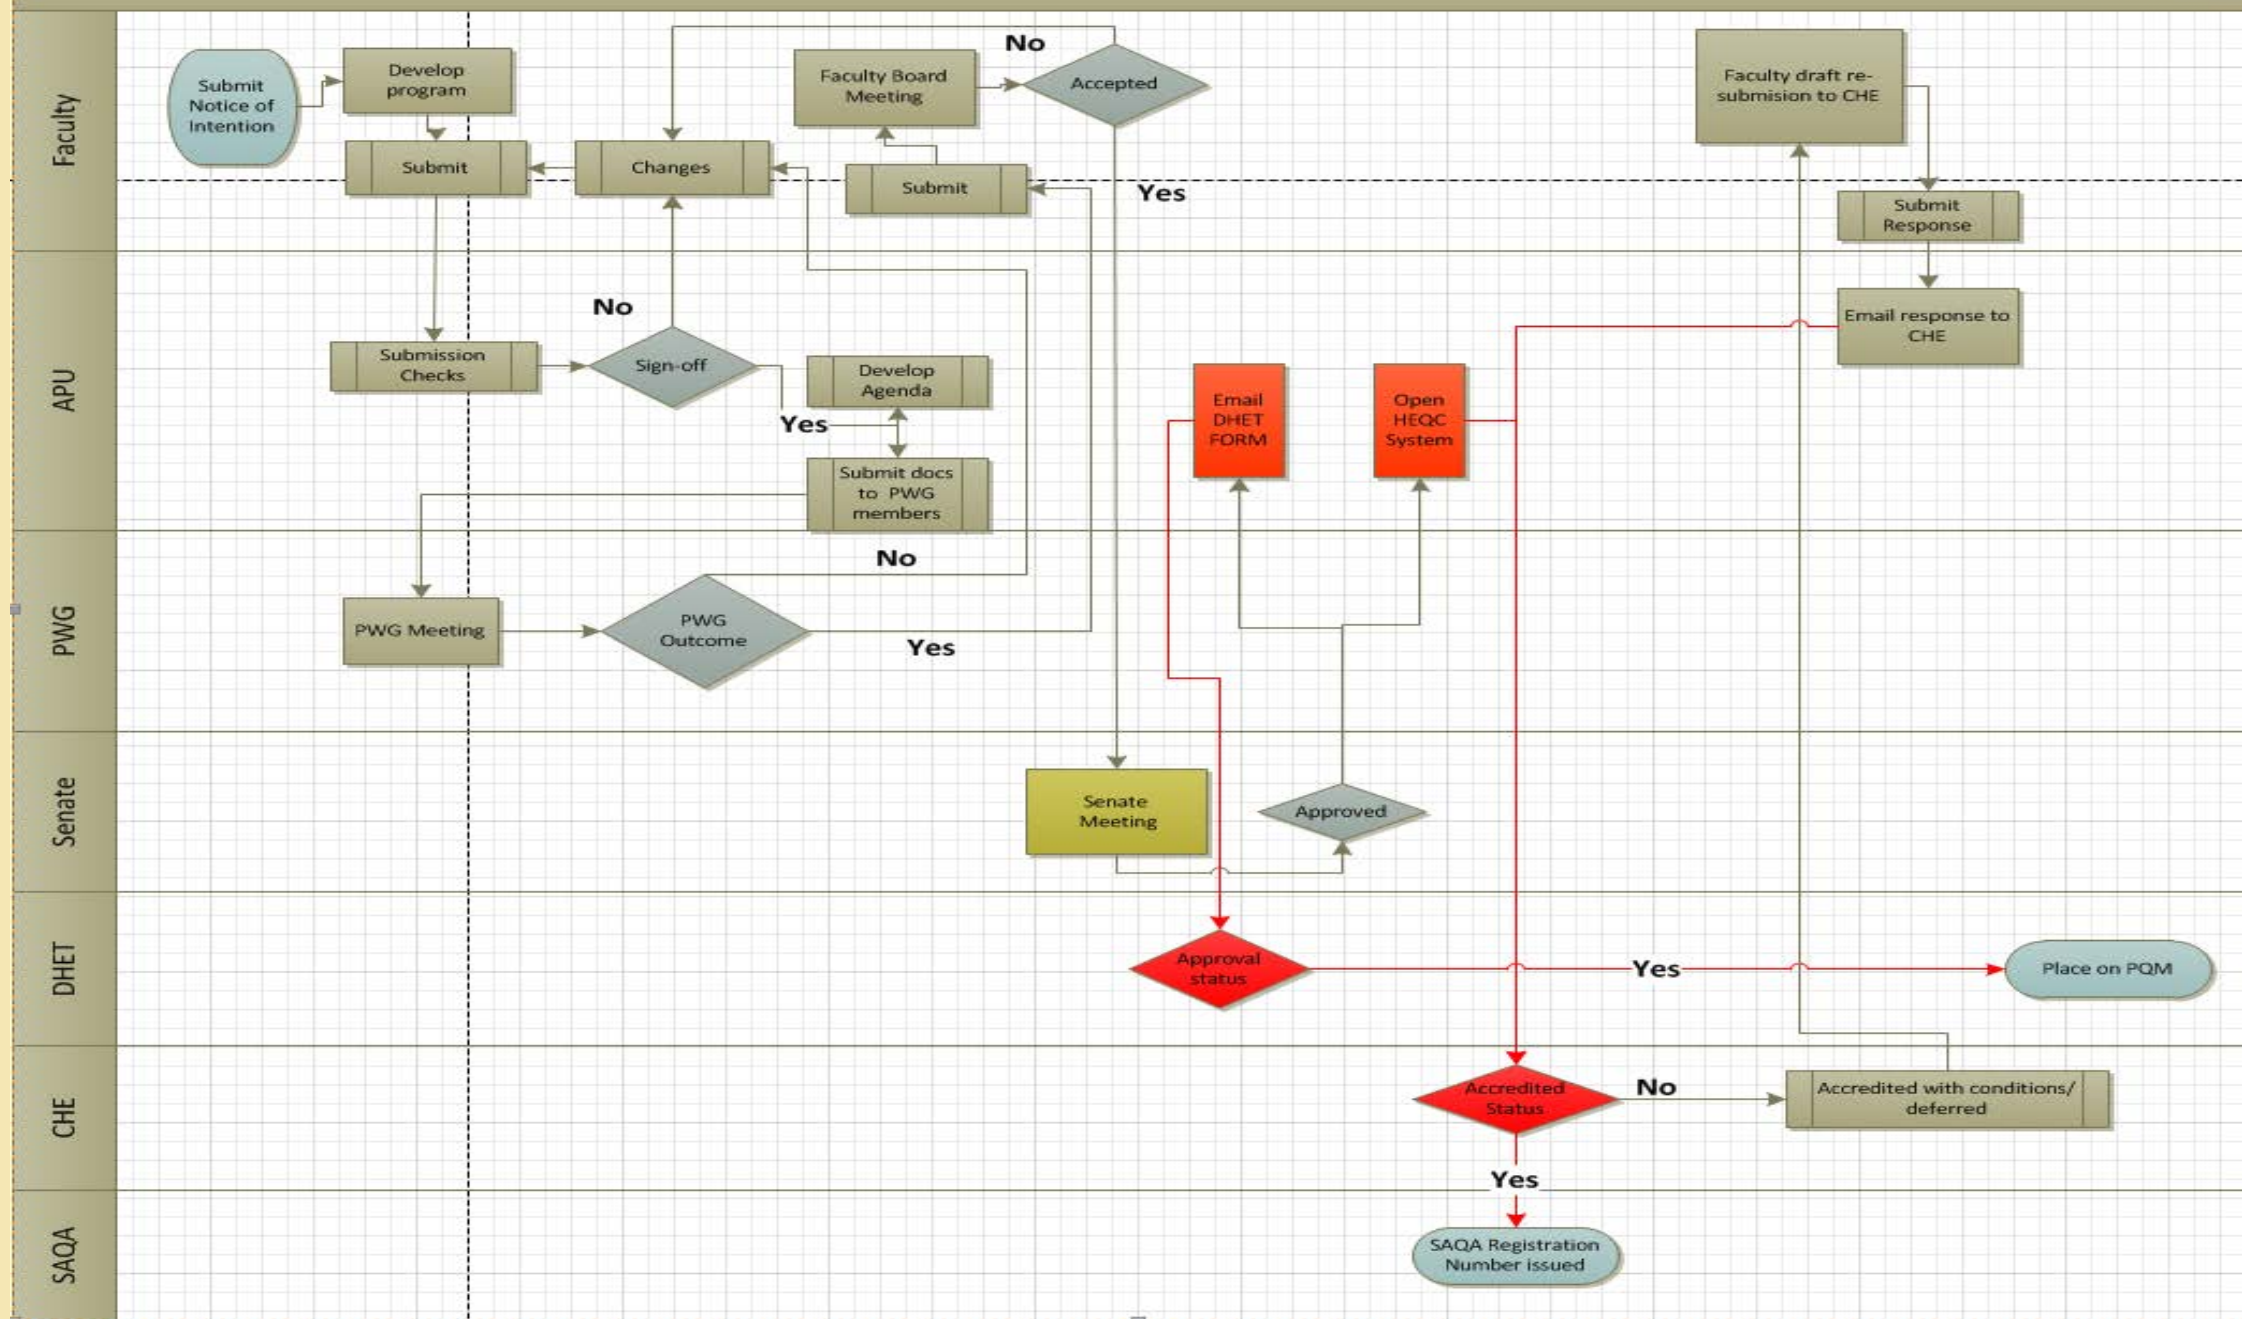 Faculty
Submit
Notice of
Intention
Develop
program
Submit
Changes
Faculty Board
Meeting
No
Accepted
Submit
Yes
Faculty draft re-
submision to CHE
Submit
Response
APU
No
Submission
Checks
Sign-off
Yes
Develop
Agenda
Submit docs
to PWG
members
Email
DHET
FORM
Open
HEQC
System
Email response to
CHE
PWG
PWG Meeting
PWG
Outcome
No
Yes
Senate
Senate
Meeting
Approved
DHET
Approval
status
Yes
Place on PQM
CHE
Accredited
Status
No
Accredited with conditions/
deferred
Yes
SAQA
SAQA Registration
Number issued